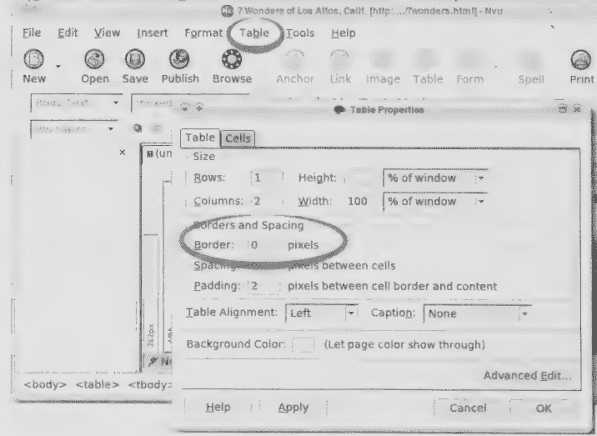 7 Wonders of Los Altos, Calif. [http:.../7wonders.html] - Nvu
File Edit View Insert Format Table Tools Help
New Open Save Publish Browse Anchor Link Image Table Form Spell Print
Table Properties
Table Cells
Size
Rows: 1 Height: % of window
Columns: 2 Width: 100 % of window
Borders and Spacing
Border: 0 pixels
Spacing: pixels between cells
Padding: 2 pixels between cell border and content
Table Alignment: Left Caption: None
Background Color: (Let page color show through)
Advanced Edit...
<body> <table> <tbody>
Help Apply Cancel OK